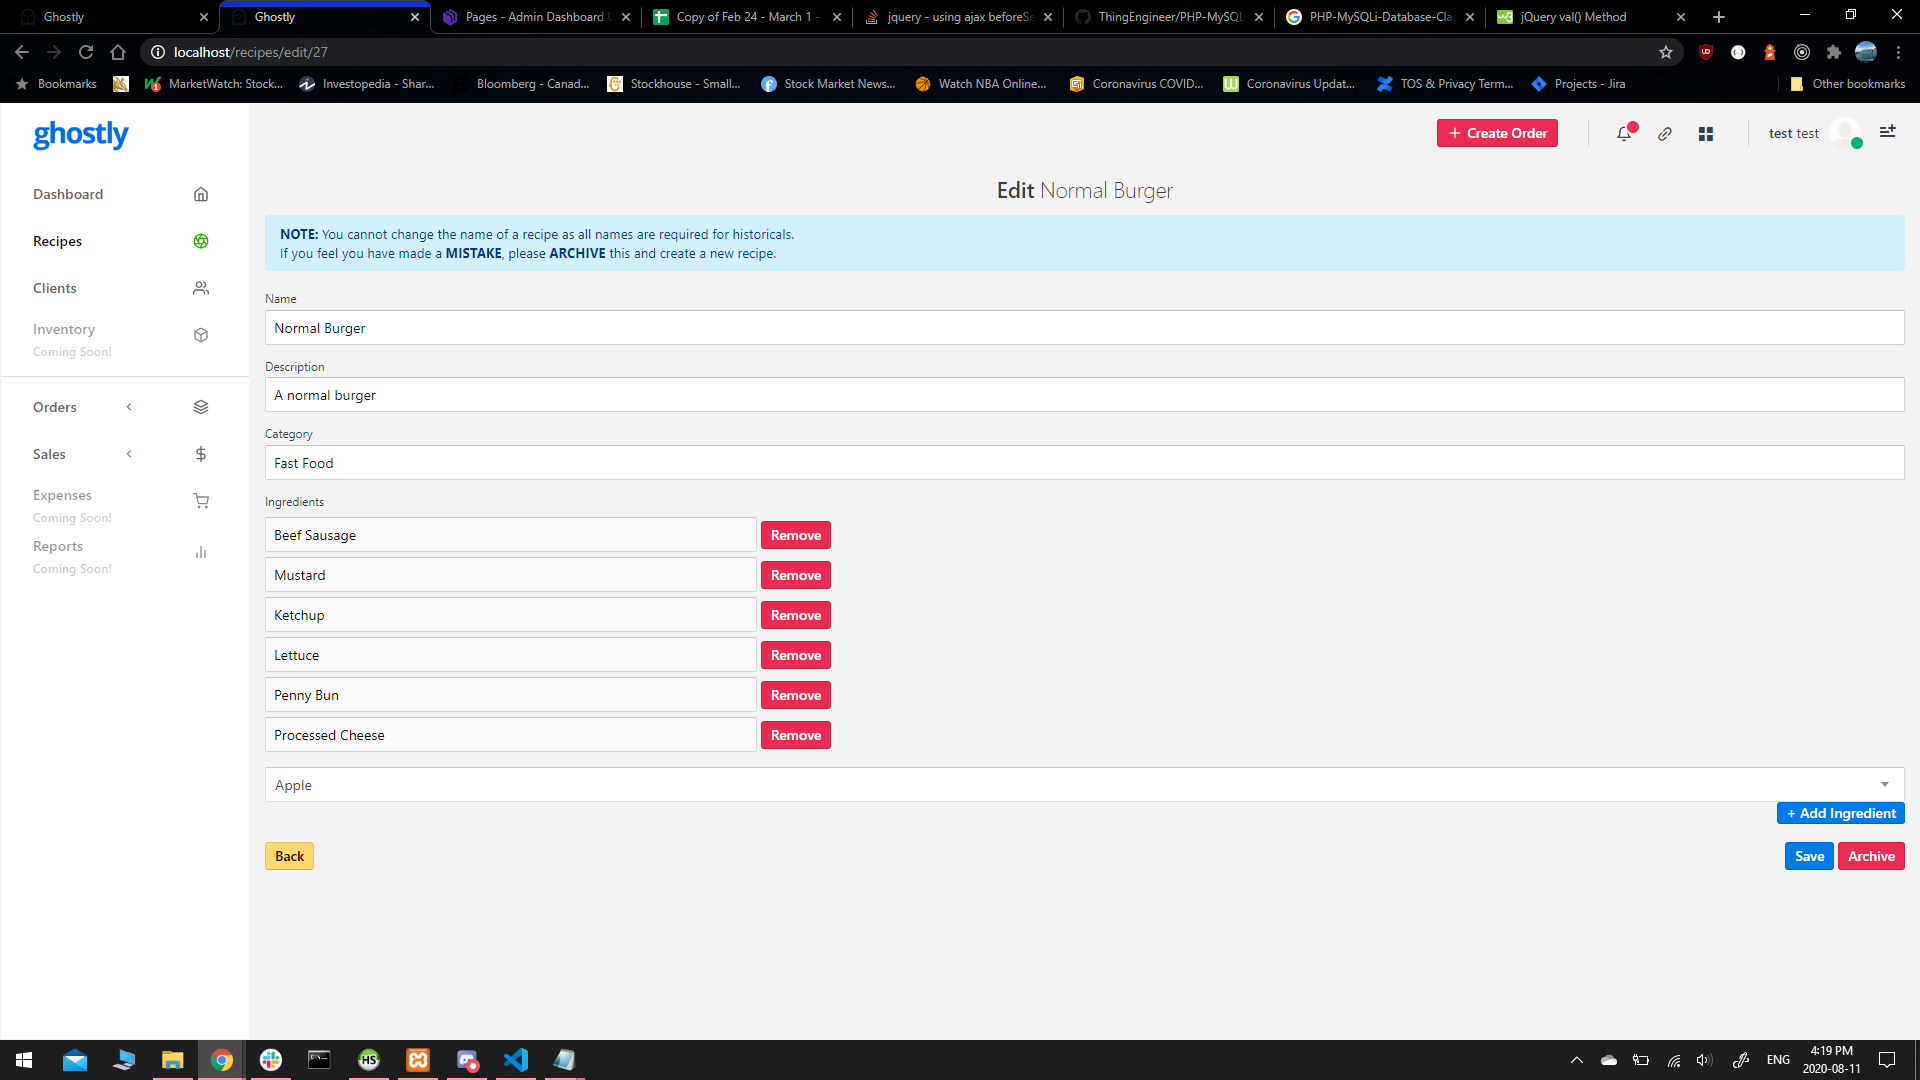 Ghostly
Ghostly
Pages - Admin Dashboard U
Copy of Feb 24 - March 1 -
jquery - using ajax beforeSe
ThingEngineer/PHP-MySQL
PHP-MySQLi-Database-Clas
jQuery val() Method
localhost/recipes/edit/27
Bookmarks
MarketWatch: Stock...
Investopedia - Shar...
Bloomberg - Canad...
Stockhouse - Small...
Stock Market News...
Watch NBA Online...
Coronavirus COVID...
Coronavirus Updat...
TOS & Privacy Term...
Projects - Jira
Other bookmarks
ghostly
+ Create Order
test test
Dashboard
Recipes
Clients
Inventory
Coming Soon!
Orders
Sales
Expenses
Coming Soon!
Reports
Coming Soon!
Edit Normal Burger
NOTE: You cannot change the name of a recipe as all names are required for historicals.
If you feel you have made a MISTAKE, please ARCHIVE this and create a new recipe.
Name
Normal Burger
Description
A normal burger
Category
Fast Food
Ingredients
Beef Sausage Remove
Mustard Remove
Ketchup Remove
Lettuce Remove
Penny Bun Remove
Processed Cheese Remove
Apple
+ Add Ingredient
Back
Save
Archive
HS
ENG
4:19 PM
2020-08-11